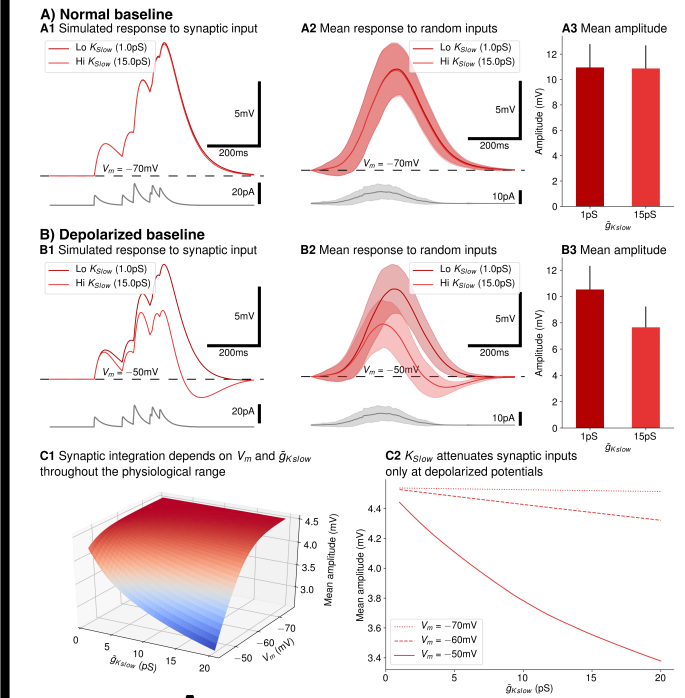 A) Normal baseline
A1 Simulated response to synaptic input
Lo K_Slow (1.0pS)
Hi K_Slow (15.0pS)
5mV
200ms
V_m = −70mV
20pA
A2 Mean response to random inputs
Lo K_Slow (1.0pS)
Hi K_Slow (15.0pS)
5mV
200ms
V_m = −70mV
10pA
A3 Mean amplitude
Amplitude (mV)
12
10
8
6
4
2
0
1pS 15pS
g̃_Kslow
B) Depolarized baseline
B1 Simulated response to synaptic input
Lo K_Slow (1.0pS)
Hi K_Slow (15.0pS)
5mV
200ms
V_m = −50mV
20pA
B2 Mean response to random inputs
Lo K_Slow (1.0pS)
Hi K_Slow (15.0pS)
5mV
200ms
V_m = −50mV
10pA
B3 Mean amplitude
Amplitude (mV)
12
10
8
6
4
2
0
1pS 15pS
g̃_Kslow
C1 Synaptic integration depends on V_m and g̃_Kslow
throughout the physiological range
4.5
4.0
3.5
3.0
Mean amplitude (mV)
−70
−60
−50
V_m (mV)
0 5 10 15 20
g̃_Kslow (pS)
C2 K_Slow attenuates synaptic inputs
only at depolarized potentials
Mean amplitude (mV)
4.4
4.2
4.0
3.8
3.6
3.4
V_m = −70mV
V_m = −60mV
V_m = −50mV
0 5 10 15 20
g̃_Kslow (pS)